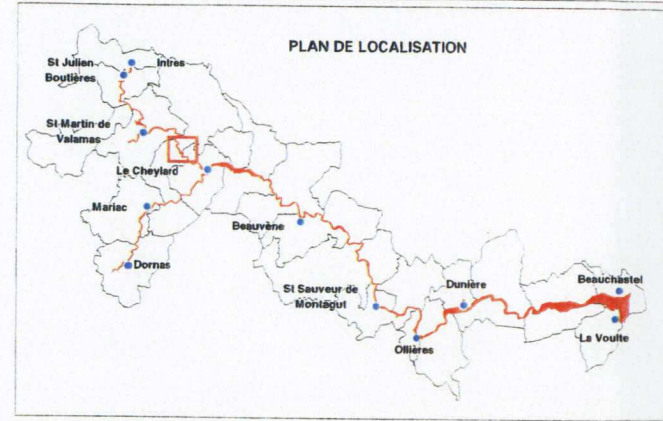 PLAN DE LOCALISATION
St Julien
Boutières
Intres
St Martin de
Valamas
Le Cheylard
Mariac
Dornas
Beauvène
St Sauveur de
Montagut
Dunière
Ollières
Beauchastel
La Voulte